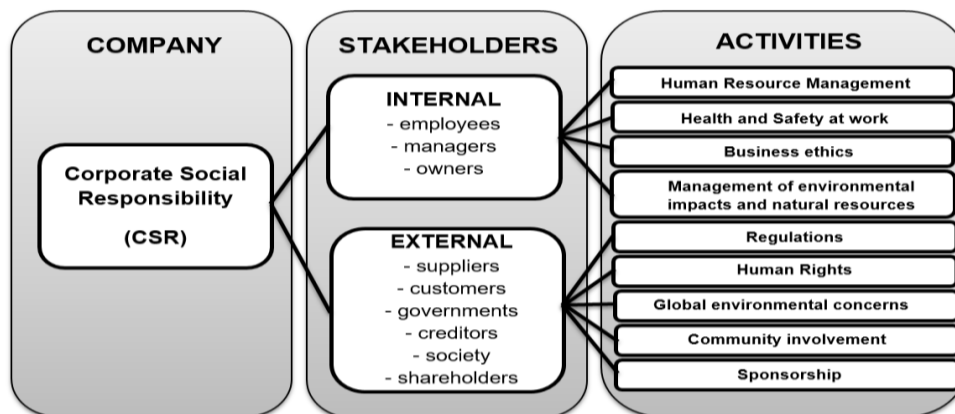 COMPANY
Corporate Social
Responsibility
(CSR)
STAKEHOLDERS
INTERNAL
- employees
- managers
- owners
EXTERNAL
- suppliers
- customers
- governments
- creditors
- society
- shareholders
ACTIVITIES
Human Resource Management
Health and Safety at work
Business ethics
Management of environmental
impacts and natural resources
Regulations
Human Rights
Global environmental concerns
Community involvement
Sponsorship